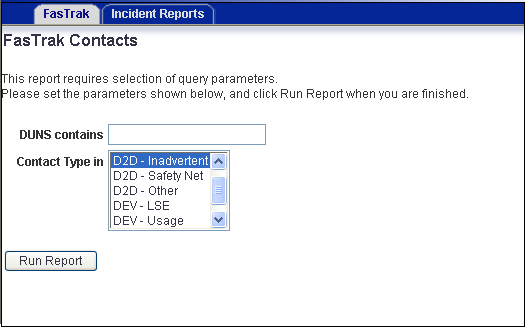 FasTrak Incident Reports
FasTrak Contacts
This report requires selection of query parameters.
Please set the parameters shown below, and click Run Report when you are finished.
DUNS contains
Contact Type in
D2D - Inadvertent
D2D - Safety Net
D2D - Other
DEV - LSE
DEV - Usage
Run Report